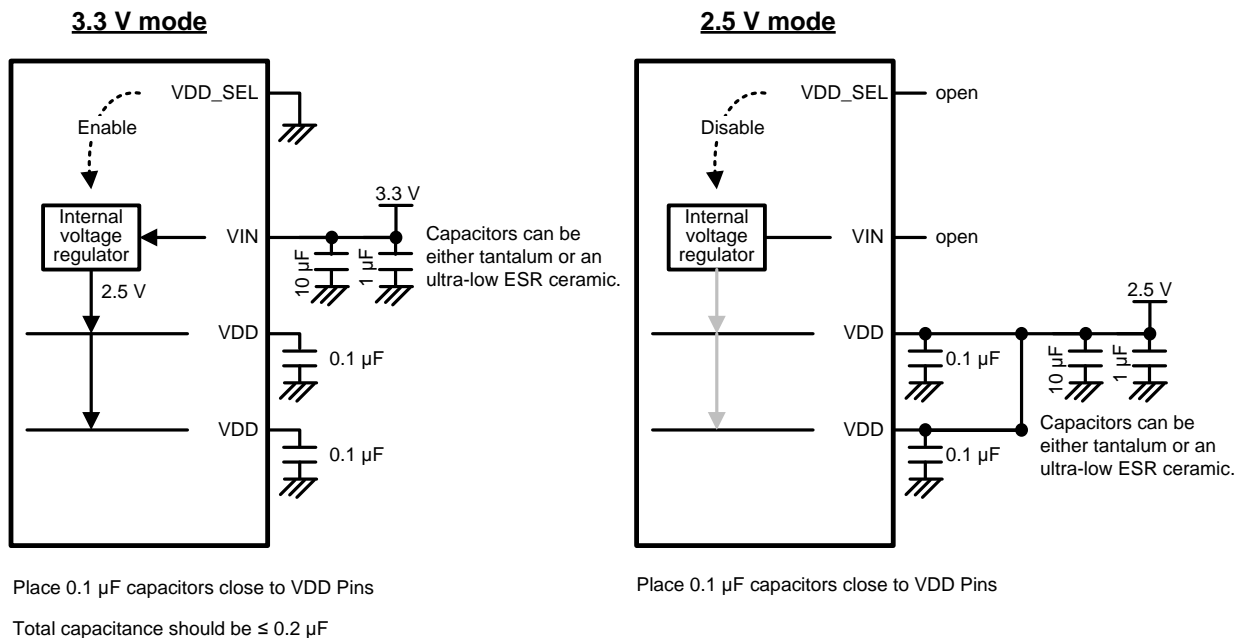 3.3 V mode
VDD_SEL
Enable
Internal
voltage
regulator
VIN
3.3 V
10 µF
1 µF
Capacitors can be
either tantalum or an
ultra-low ESR ceramic.
2.5 V
VDD
0.1 µF
VDD
0.1 µF
Place 0.1 µF capacitors close to VDD Pins
Total capacitance should be ≤ 0.2 µF
2.5 V mode
VDD_SEL
open
Disable
Internal
voltage
regulator
VIN
open
2.5 V
VDD
0.1 µF
10 µF
1 µF
VDD
0.1 µF
Capacitors can be
either tantalum or an
ultra-low ESR ceramic.
Place 0.1 µF capacitors close to VDD Pins